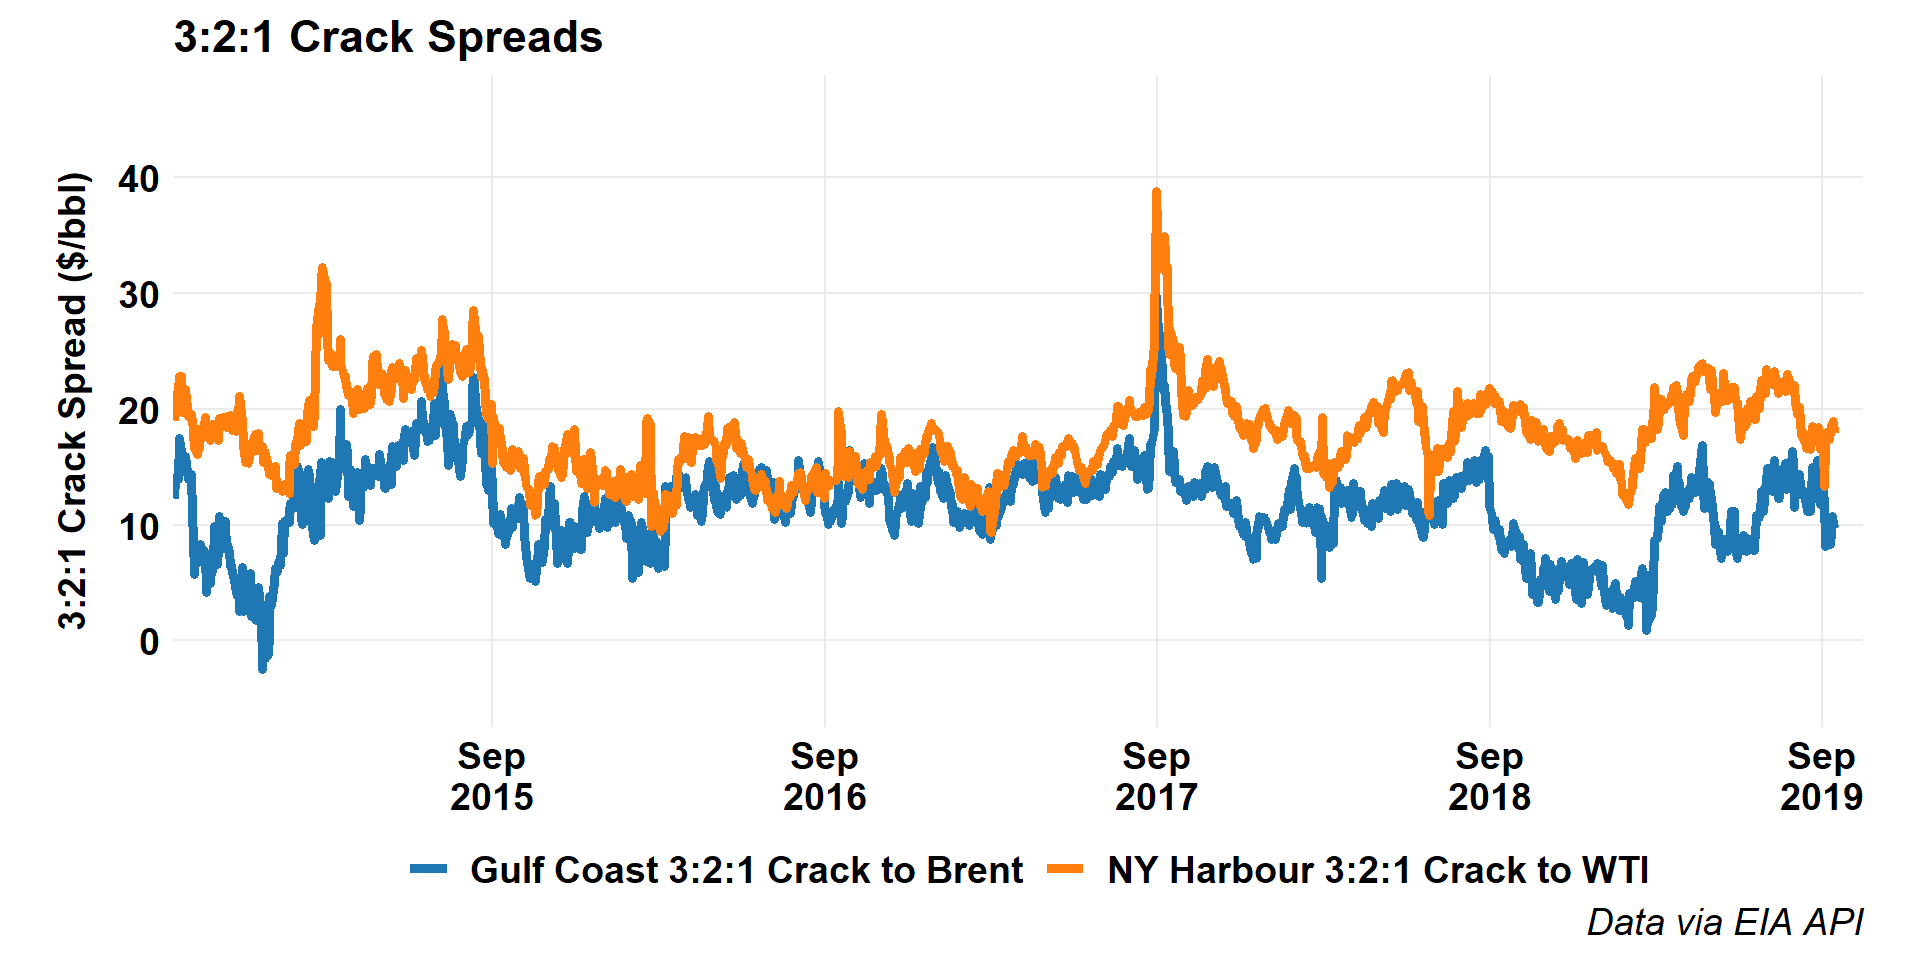 3:2:1 Crack Spreads
3:2:1 Crack Spread ($/bbl)
40
30
20
10
0
Sep
2015
Sep
2016
Sep
2017
Sep
2018
Sep
2019
Gulf Coast 3:2:1 Crack to Brent
NY Harbour 3:2:1 Crack to WTI
Data via EIA API